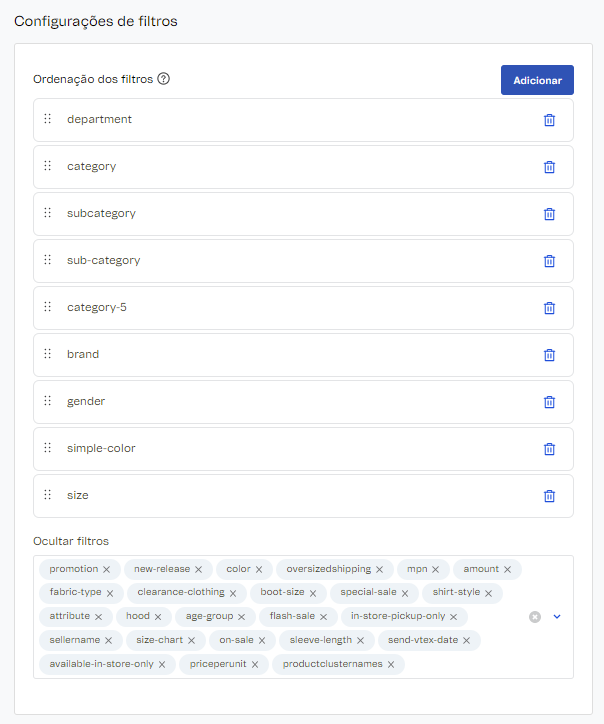 Configurações de filtros
Ordenação dos filtros
Adicionar
department
category
subcategory
sub-category
category-5
brand
gender
simple-color
size
Ocultar filtros
promotion new-release color oversizedshipping mpn amount
fabric-type clearance-clothing boot-size special-sale shirt-style
attribute hood age-group flash-sale in-store-pickup-only
sellername size-chart on-sale sleeve-length send-vtex-date
available-in-store-only priceperunit productclusternames